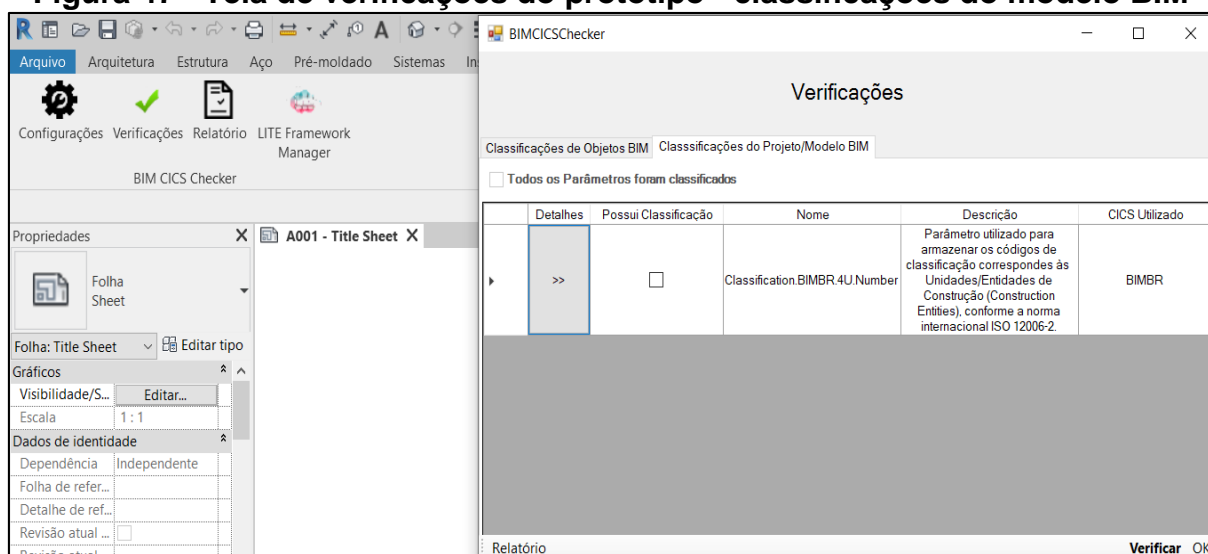 Figura 47 - Tela de verificações do protótipo - classificações do modelo BIM
R
A
BIMCICSChecker
Arquivo Arquitetura Estrutura Aço Pré-moldado Sistemas
Verificações
Configurações Verificações Relatório LITE Framework
Manager
BIM CICS Checker
Classificações de Objetos BIM Classsificações do Projeto/Modelo BIM
Todos os Parâmetros foram classificados
Propriedades X A001 - Title Sheet X
Folha
Sheet
Folha: Title Sheet Editar tipo
Gráficos
Visibilidade/S... Editar...
Escala 1 : 1
Dados de identidade
Dependência Independente
Folha de refer...
Detalhe de ref...
Revisão atual ...
Detalhes Possui Classificação Nome Descrição CICS Utilizado
>> Classification.BIMBR.4U.Number
Parâmetro utilizado para
armazenar os códigos de
classificação correspondes às
Unidades/Entidades de
Construção (Construction
Entities), conforme a norma
internacional ISO 12006-2.
BIMBR
Relatório Verificar OK